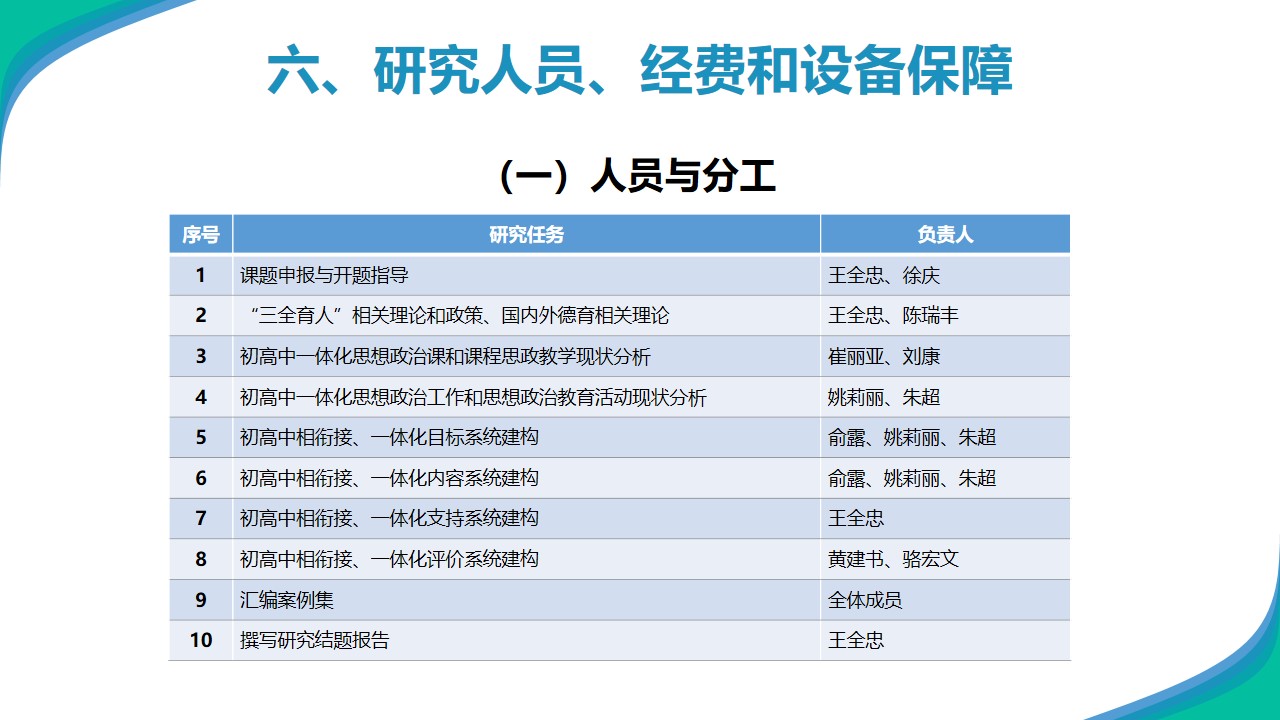 六、研究人员、经费和设备保障
（一）人员与分工
序号 研究任务 负责人
1 课题申报与开题指导 王全忠、徐庆
2 “三全育人”相关理论和政策、国内外德育相关理论 王全忠、陈瑞丰
3 初高中一体化思想政治课和课程思政教学现状分析 崔丽亚、刘康
4 初高中一体化思想政治工作和思想政治教育活动现状分析 姚莉丽、朱超
5 初高中相衔接、一体化目标系统建构 俞露、姚莉丽、朱超
6 初高中相衔接、一体化内容系统建构 俞露、姚莉丽、朱超
7 初高中相衔接、一体化支持系统建构 王全忠
8 初高中相衔接、一体化评价系统建构 黄建书、骆宏文
9 汇编案例集 全体成员
10 撰写研究结题报告 王全忠